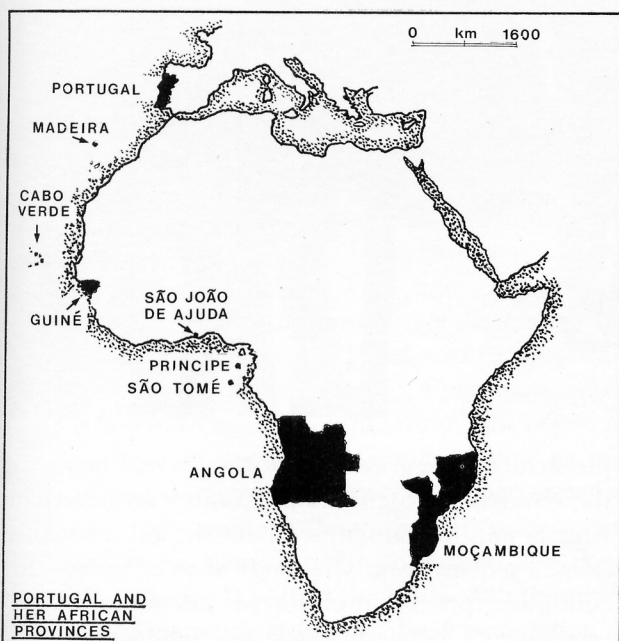 0 km 1600
PORTUGAL
MADEIRA
CABO
VERDE
GUINÉ
SÃO JOÃO
DE AJUDA
PRINCIPE
SÃO TOMÉ
ANGOLA
MOÇAMBIQUE
PORTUGAL AND
HER AFRICAN
PROVINCES